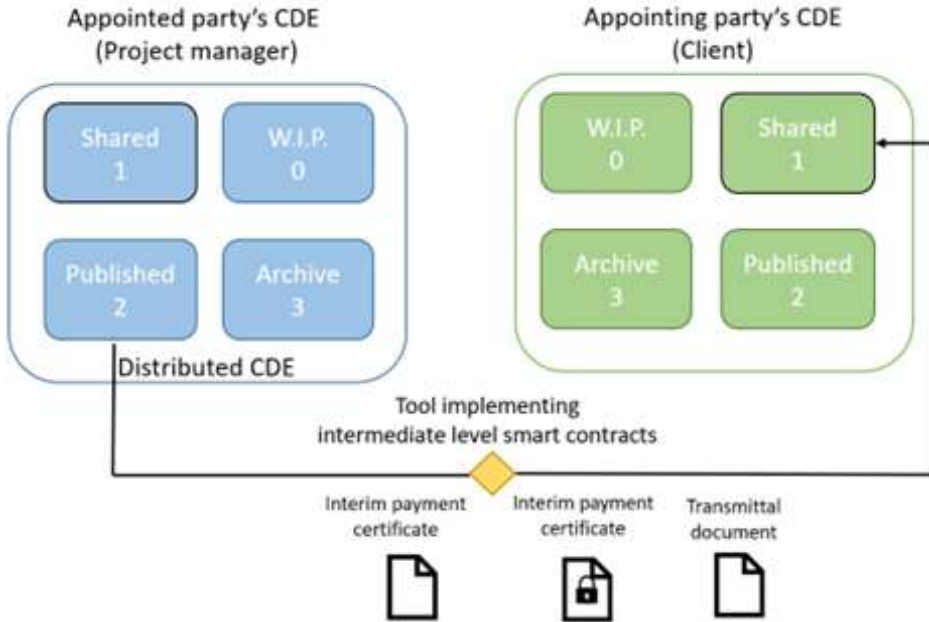 Appointed party's CDE
(Project manager)
Appointing party's CDE
(Client)
Shared
1
W.I.P.
0
Published
2
Archive
3
W.I.P.
0
Shared
1
Archive
3
Published
2
Distributed CDE
Tool implementing
intermediate level smart contracts
Interim payment
certificate
Interim payment
certificate
Transmittal
document